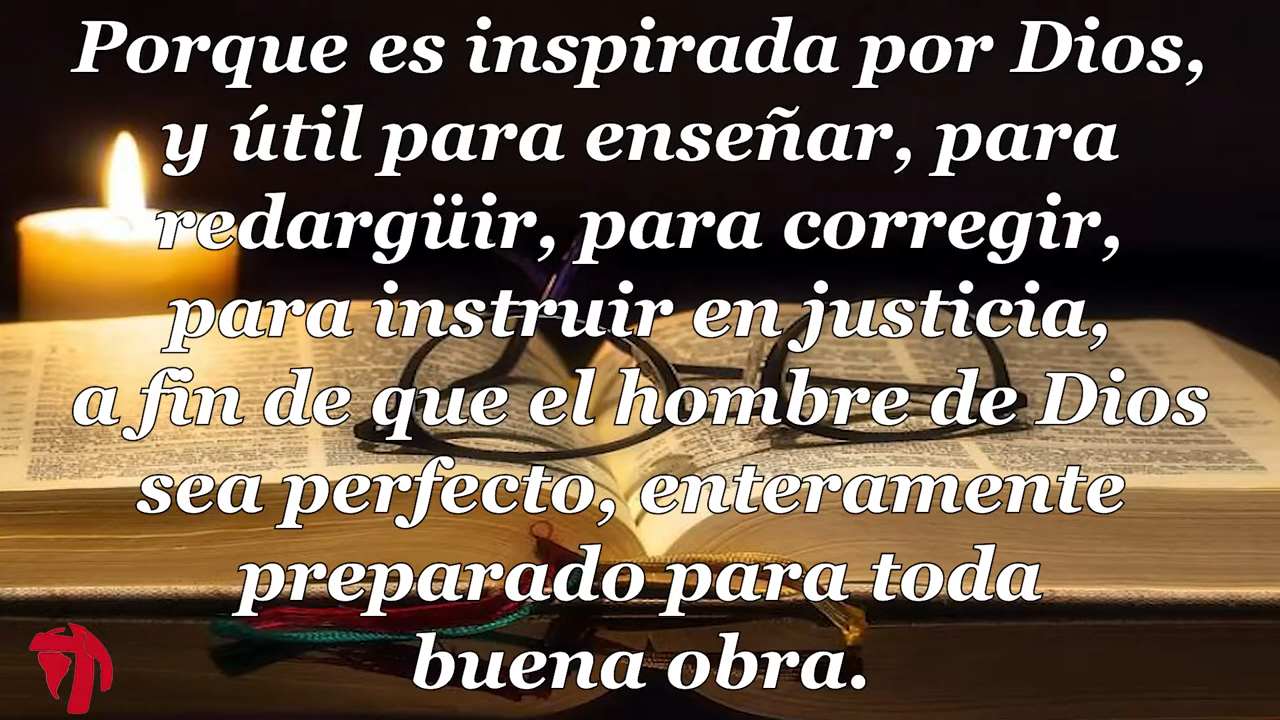 Porque es inspirada por Dios,
y útil para enseñar, para
redargüir, para corregir,
para instruir en justicia,
a fin de que el hombre de Dios
sea perfecto, enteramente
preparado para toda
buena obra.